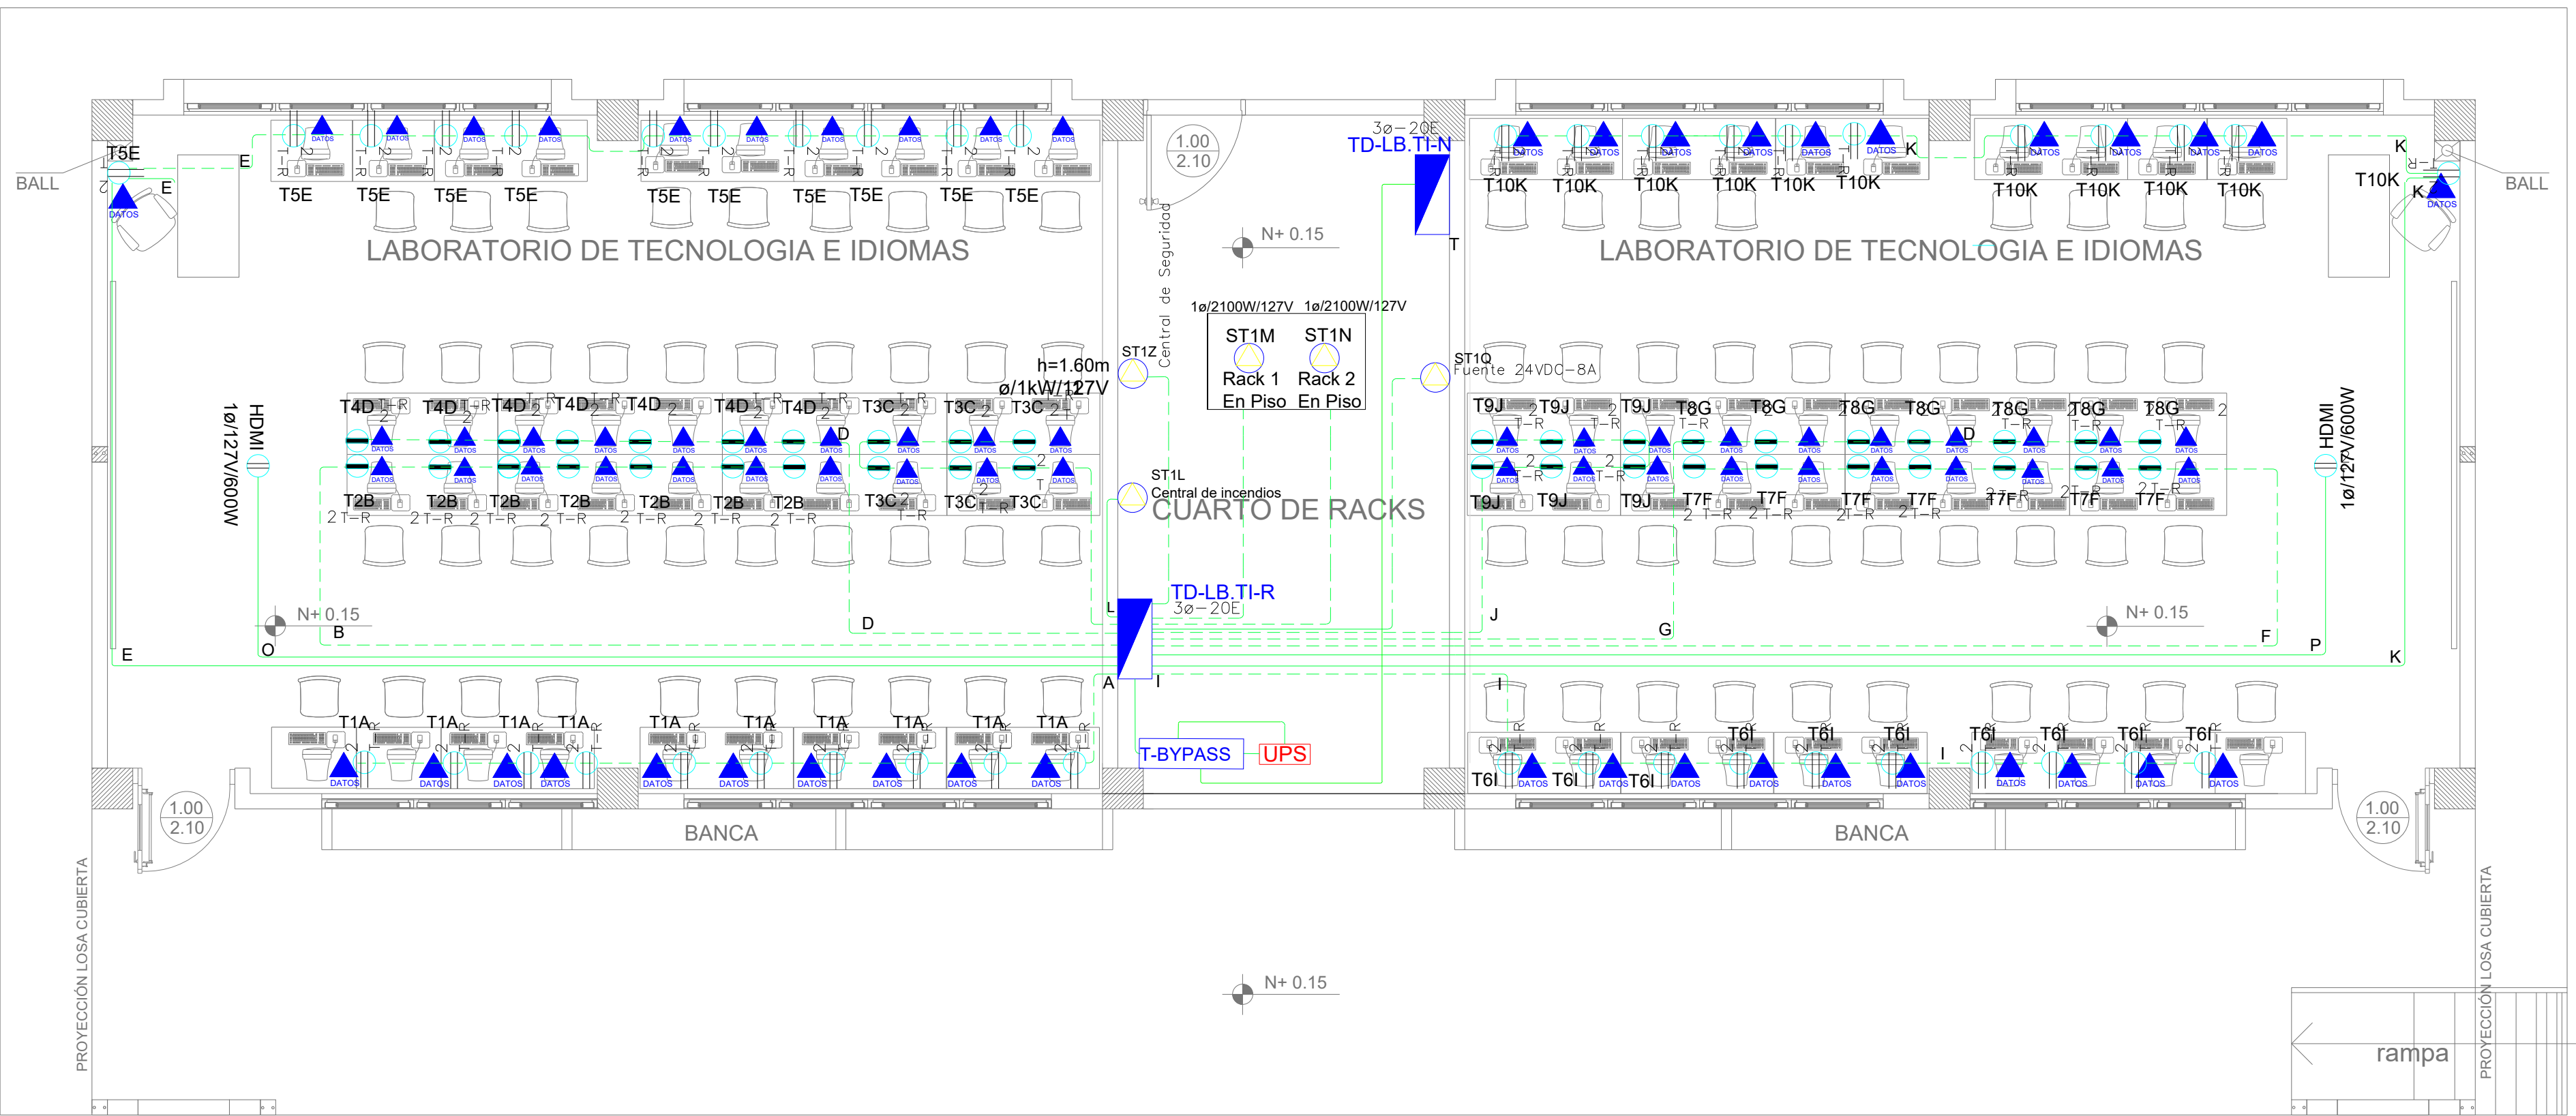 3ø-20E
TD-LB.TI-N
T
BALL
T5E
E
E
DATOS
T5E T5E T5E T5E T5E T5E T5E T5E T5E T5E
LABORATORIO DE TECNOLOGIA E IDIOMAS
1.00
2.10
Central de Seguridad
N+ 0.15
T10K T10K T10K T10K T10K T10K T10K T10K T10K T10K
K
K
T10K
K
DATOS
BALL
LABORATORIO DE TECNOLOGIA E IDIOMAS
1ø/2100W/127V 1ø/2100W/127V
ST1M ST1N
Rack 1 Rack 2
En Piso En Piso
ST1Z
h=1.60m
ST1Q
Fuente 24VDC-8A
HDMI
1ø/127V/600W
T4D T4D T4D T4D T4D T4D T4D T3C T3C T3C
D
T2B T2B T2B T2B T2B T2B T2B T3C T3C T3C
ST1L
Central de incendios
CUARTO DE RACKS
T9J T9J T9J T8G T8G T8G T8G T8G T8G T8G
D
T9J T9J T9J T7F T7F T7F T7F T7F T7F T7F
HDMI
1ø/127V/600W
TD-LB.TI-R
3ø-20E
L
N+ 0.15
B
D
J
G
N+ 0.15
F
O
E
P
K
A
I
I
T1A T1A T1A T1A T1A T1A T1A T1A T1A T1A
T-BYPASS
UPS
T6I T6I T6I T6I T6I T6I T6I T6I T6I T6I
I
1.00
2.10
BANCA
BANCA
1.00
2.10
PROYECCIÓN LOSA CUBIERTA
N+ 0.15
rampa
PROYECCIÓN LOSA CUBIERTA